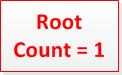 Root
Count = 1